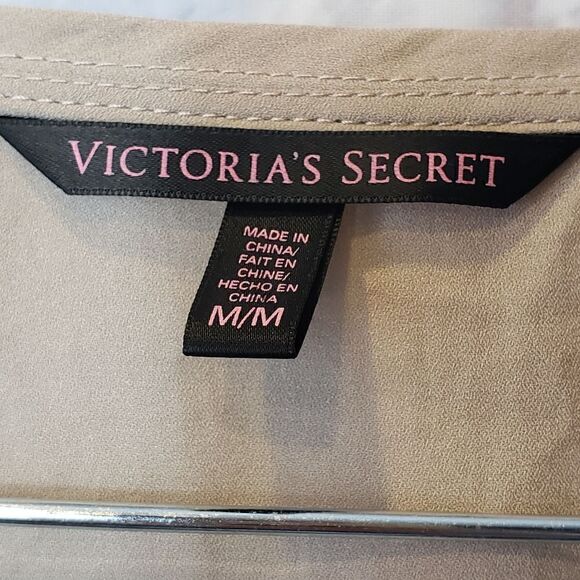 VICTORIA'S SECRET
MADE IN
CHINA/
FAIT EN
CHINE/
HECHO EN
CHINA
M/M